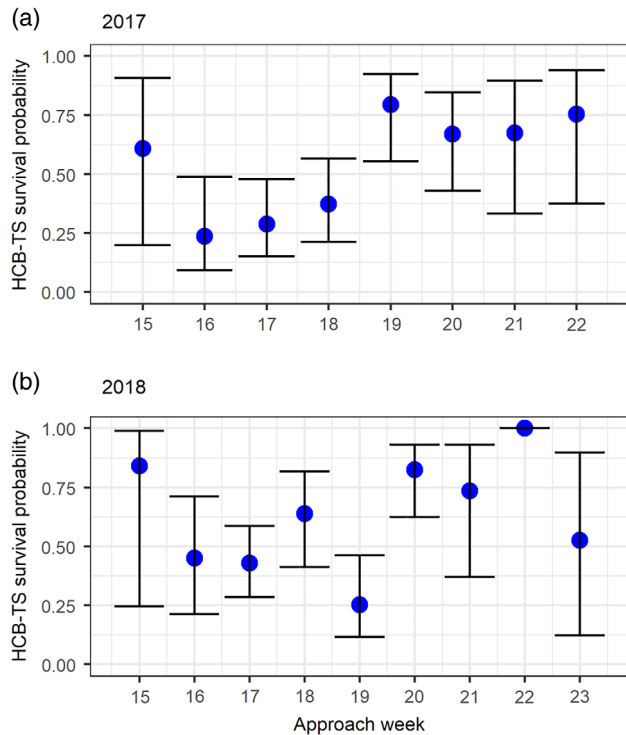 (a) 2017
HCB-TS survival probability
1.00
0.75
0.50
0.25
0.00
15 16 17 18 19 20 21 22
(b) 2018
HCB-TS survival probability
1.00
0.75
0.50
0.25
0.00
15 16 17 18 19 20 21 22 23
Approach week